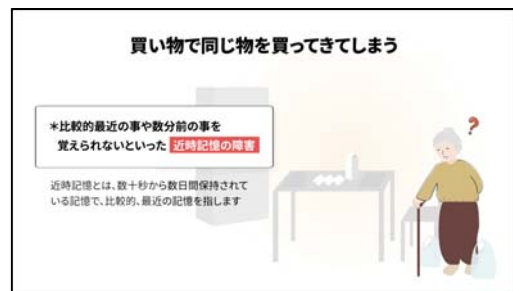 買い物で同じ物を買ってきてしまう
＊比較的最近の事や数分前の事を
覚えられないといった 近時記憶の障害
近時記憶とは、数十秒から数日間保持されて
いる記憶で、比較的、最近の記憶を指します
?